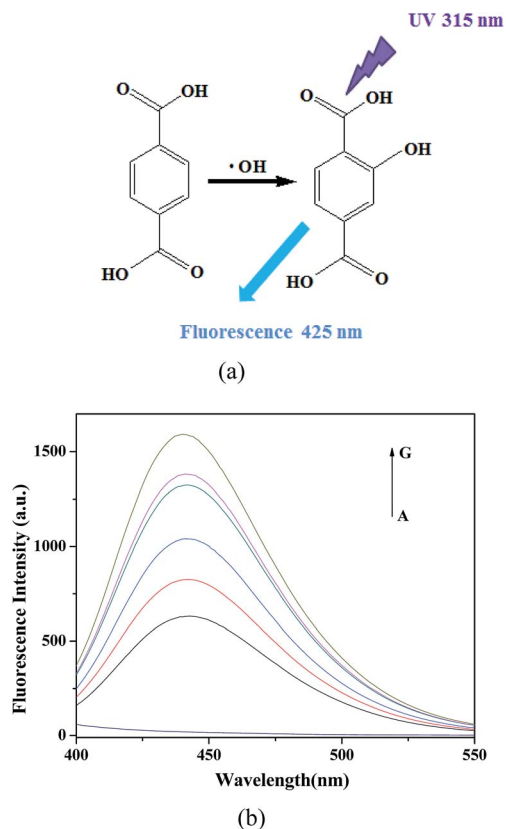 UV 315 nm
O
OH
O
OH
OH
• OH
HO
O
HO
O
Fluorescence 425 nm
(a)
Fluorescence Intensity (a.u.)
1500
1000
500
0
G
A
400
450
500
550
Wavelength(nm)
(b)